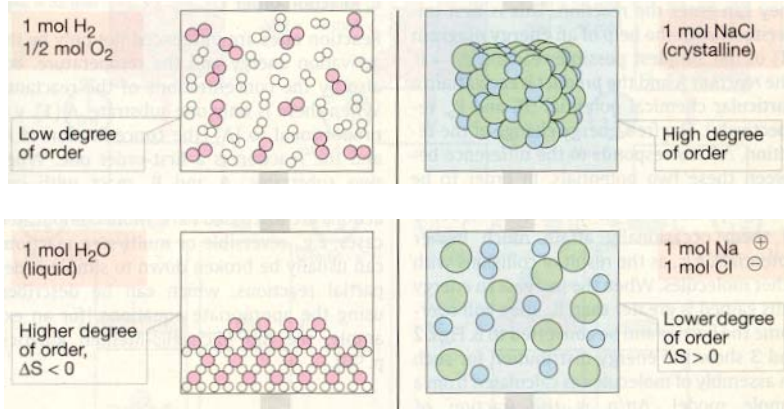 1 mol H₂
1/2 mol O₂
Low degree
of order
1 mol NaCl
(crystalline)
High degree
of order
1 mol H₂O
(liquid)
Higher degree
of order,
ΔS < 0
1 mol Na ⊕
1 mol Cl ⊖
Lower degree
of order
ΔS > 0